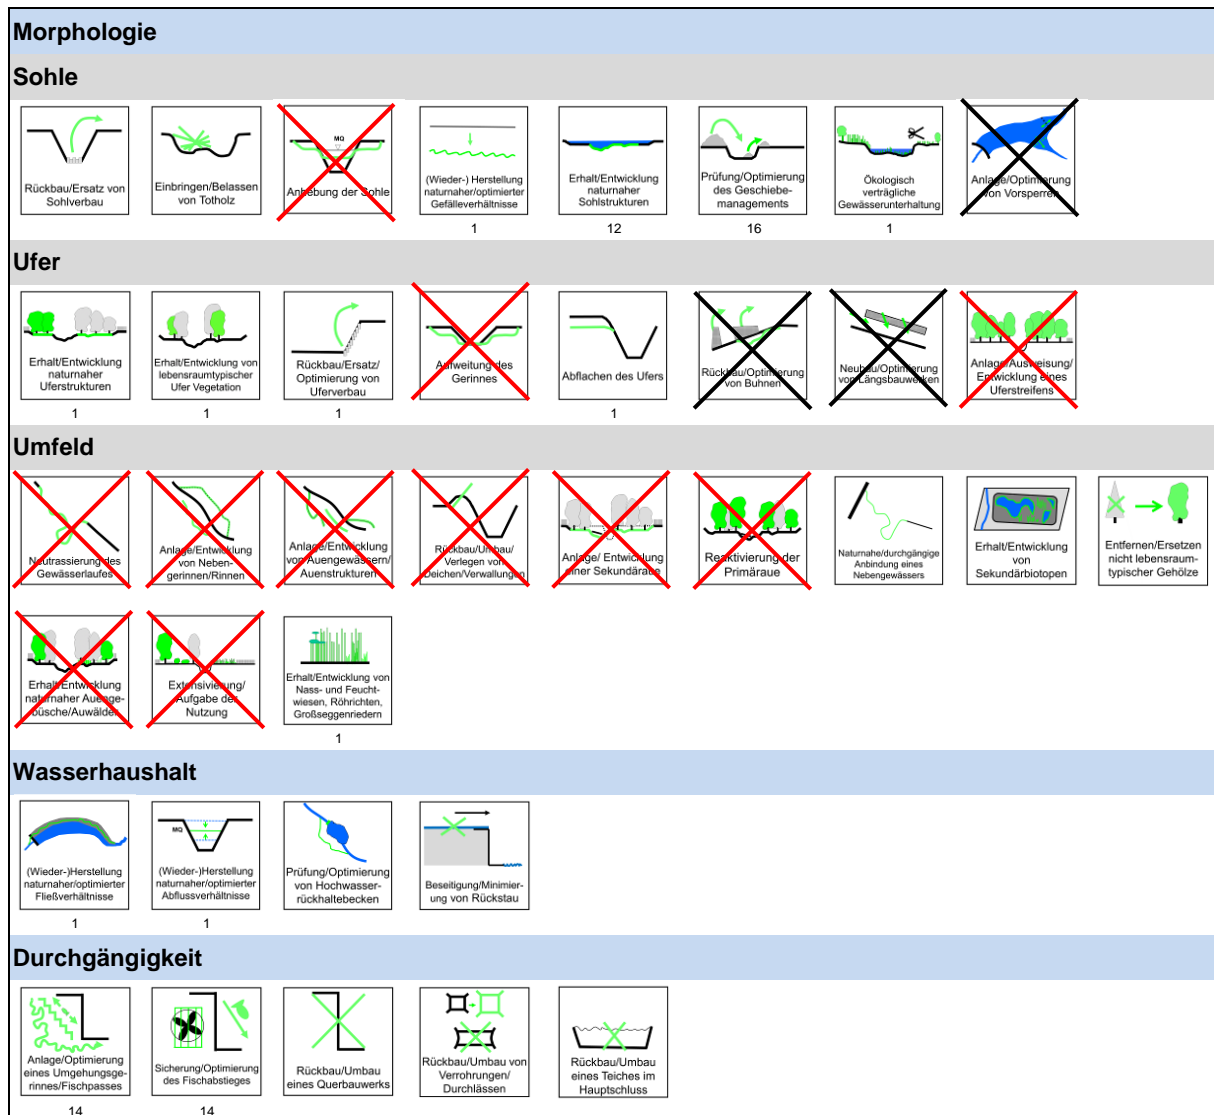 Morphologie
Sohle
MQ
Rückbau/Ersatz von
Sohlverbau
Einbringen/Belassen
von Totholz
Anhebung der Sohle
(Wieder-) Herstellung
naturnaher/optimierter
Gefälleverhältnisse
Erhalt/Entwicklung
naturnaher
Sohlstrukturen
Prüfung/Optimierung
des Geschiebe-
managements
Ökologisch
verträgliche
Gewässerunterhaltung
Anlage/Optimierung
von Vorsperren
1
12
16
1
Ufer
Erhalt/Entwicklung
naturnaher
Uferstrukturen
Erhalt/Entwicklung von
lebensraumtypischer
Ufer Vegetation
Rückbau/Ersatz/
Optimierung von
Uferverbau
Aufweitung des
Gerinnes
Abflachen des Ufers
Rückbau/Optimierung
von Buhnen
Neubau/Optimierung
von Längsbauwerken
Anlage/Ausweisung/
Entwicklung eines
Uferstreifens
1
1
1
1
Umfeld
Neutrassierung des
Gewässerlaufes
Anlage/Entwicklung
von Neben-
gerinnen/Rinnen
Anlage/Entwicklung
von Auengewässern/
Auenstrukturen
Rückbau/Umbau/
Verlegen von
Deichen/Verwallungen
Anlage/ Entwicklung
einer Sekundäraue
Reaktivierung der
Primäraue
Naturnahe/durchgängige
Anbindung eines
Nebengewässers
Erhalt/Entwicklung
von
Sekundärbiotopen
Entfernen/Ersetzen
nicht lebensraum-
typischer Gehölze
Erhalt/Entwicklung
naturnaher Auenge-
büsche/Auwälder
Extensivierung/
Aufgabe der
Nutzung
Erhalt/Entwicklung von
Nass- und Feucht-
wiesen, Röhrichten,
Großseggenriedern
1
Wasserhaushalt
MQ
(Wieder-)Herstellung
naturnaher/optimierter
Fließverhältnisse
(Wieder-)Herstellung
naturnaher/optimierter
Abflussverhältnisse
Prüfung/Optimierung
von Hochwasser-
rückhaltebecken
Beseitigung/Minimier-
ung von Rückstau
1
1
Durchgängigkeit
Anlage/Optimierung
eines Umgehungsge-
rinnes/Fischpasses
Sicherung/Optimierung
des Fischabstieges
Rückbau/Umbau
eines Querbauwerks
Rückbau/Umbau von
Verrohrungen/
Durchlässen
Rückbau/Umbau
eines Teiches im
Hauptschluss
14
14